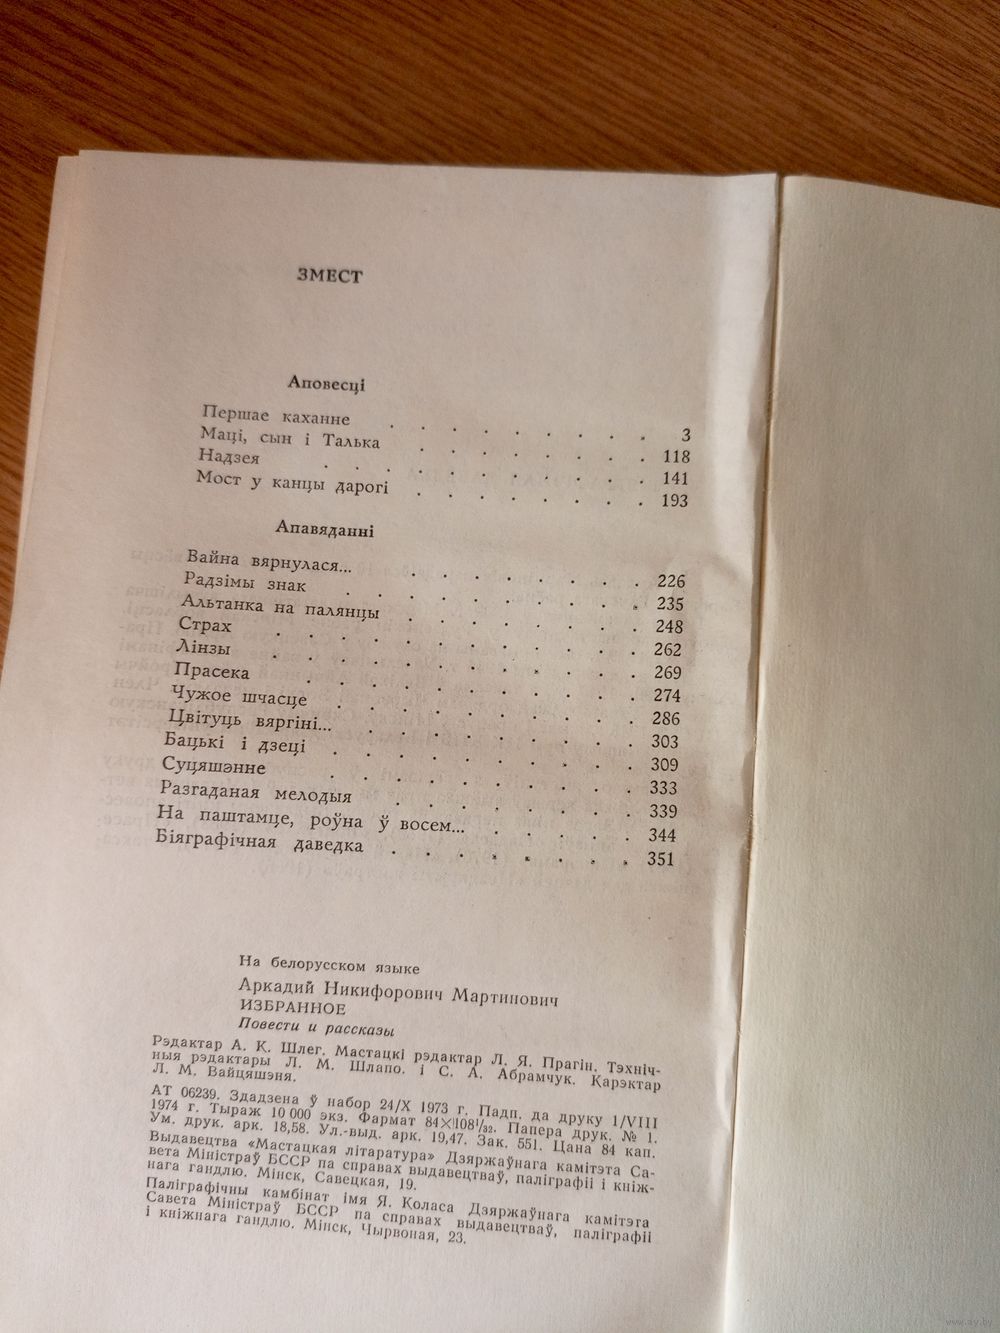 ЗМЕСТ
Аповесці
Першае каханне . . . . . . . . . 3
Маці, сын і Талька . . . . . . . . 118
Надзея . . . . . . . . . . . 141
Мост у канцы дарогі . . . . . . . . 193
Апавяданні
Вайна вярнулася... . . . . . . . . 226
Радзімы знак . . . . . . . . . . 235
Альтанка на палянцы . . . . . . . . 248
Страх . . . . . . . . . . . . 262
Лінзы . . . . . . . . . . . . 269
Прасека . . . . . . . . . . . 274
Чужое шчасце . . . . . . . . . . 286
Цвітуць вяргіні... . . . . . . . . . 303
Бацькі і дзеці . . . . . . . . . . 309
Суцяшэнне . . . . . . . . . . 333
Разгаданая мелодыя . . . . . . . . 339
На паштамце, роўна ў восем... . . . . . 344
Біяграфічная даведка . . . . . . . . 351
На белорусском языке
Аркадий Никифорович Мартинович
ИЗБРАННОЕ
Повести и рассказы
Рэдактар А. К. Шлег. Мастацкі рэдактар Л. Я. Прагін. Тэхніч-
ныя рэдактары Л. М. Шлапо. і С. Л. Абрамчук. Карэктар
Л. М. Вайцяшэня.
АТ 06239. Здадзена ў набор 24/X 1973 г. Падп. да друку 1/VIII
1974 г. Тыраж 10 000 экз. Фармат 84×108¹/₃₂. Папера друк. № 1.
Ум. друк. арк. 18,58. Ул.-выд. арк. 19,47. Зак. 551. Цана 84 кап.
Выдавецтва «Мастацкая літаратура» Дзяржаўнага камітэта Са-
вета Міністраў БССР па справах выдавецтваў, паліграфіі і кніж-
нага гандлю. Мінск, Савецкая, 19.
Паліграфічны камбінат імя Я. Коласа Дзяржаўнага камітэта
Савета Міністраў БССР па справах выдавецтваў, паліграфіі
і кніжнага гандлю. Мінск, Чырвоная, 23.
www.ay.by